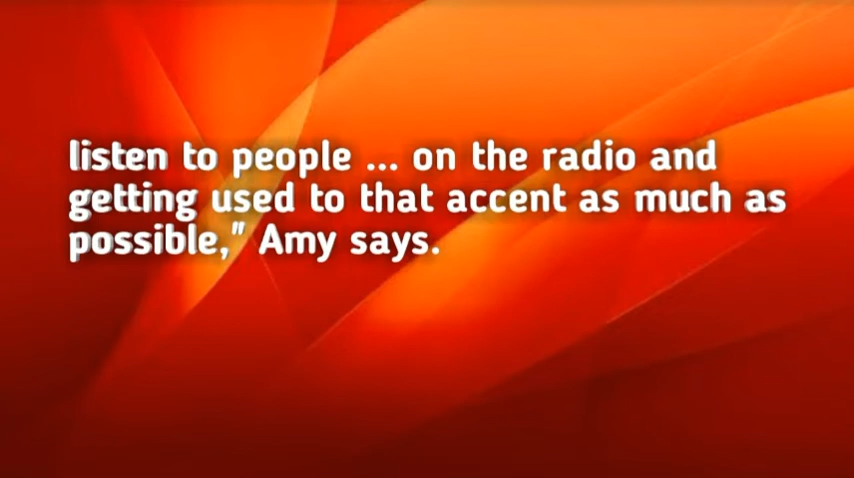 listen to people ... on the radio and
getting used to that accent as much as
possible," Amy says.